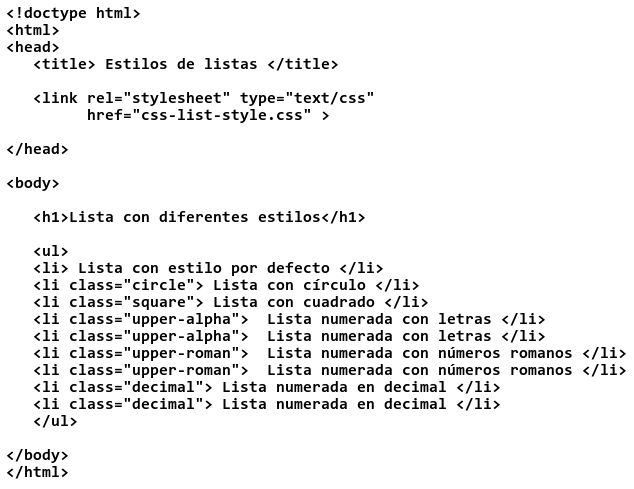 <!doctype html>
<html>
<head>
   <title> Estilos de listas </title>

   <link rel="stylesheet" type="text/css"
         href="css-list-style.css" >

</head>

<body>

   <h1>Lista con diferentes estilos</h1>

   <ul>
   <li> Lista con estilo por defecto </li>
   <li class="circle"> Lista con círculo </li>
   <li class="square"> Lista con cuadrado </li>
   <li class="upper-alpha">  Lista numerada con letras </li>
   <li class="upper-alpha">  Lista numerada con letras </li>
   <li class="upper-roman">  Lista numerada con números romanos </li>
   <li class="upper-roman">  Lista numerada con números romanos </li>
   <li class="decimal"> Lista numerada en decimal </li>
   <li class="decimal"> Lista numerada en decimal </li>
   </ul>

</body>
</html>